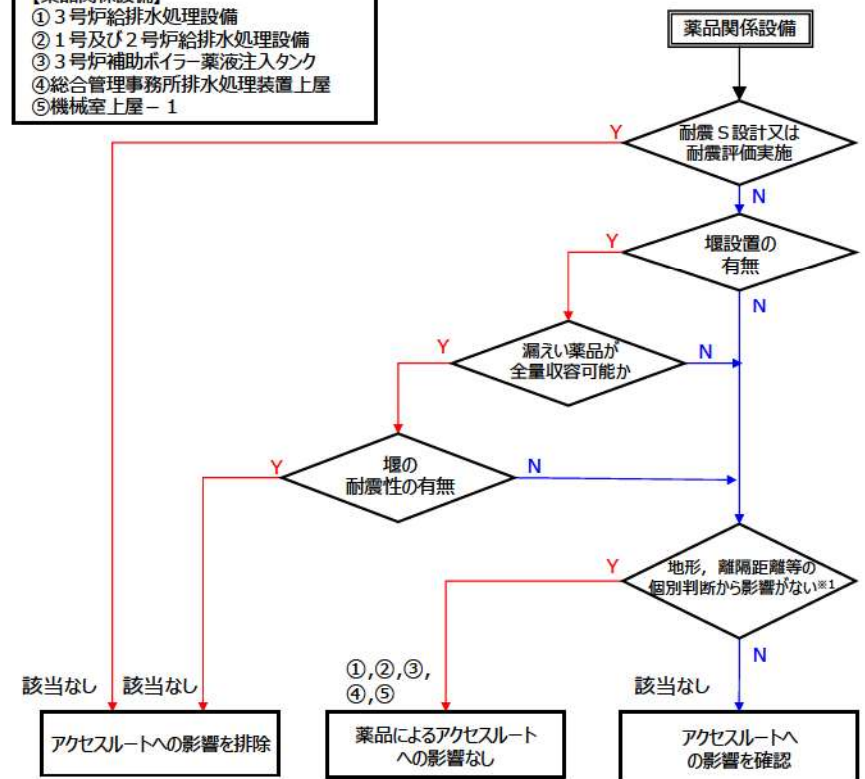 【薬品関係設備】
①３号炉給排水処理設備
②１号及び２号炉給排水処理設備
③３号炉補助ボイラー薬液注入タンク
④総合管理事務所排水処理装置上屋
⑤機械室上屋－１
薬品関係設備
耐震Ｓ設計又は
耐震評価実施
Y
N
堰設置の
有無
Y
N
漏えい薬品が
全量収容可能か
Y
N
堰の
耐震性の有無
Y
N
地形，離隔距離等の
個別判断から影響がない※1
Y
N
該当なし
該当なし
①,②,③,
④,⑤
該当なし
アクセスルートへの影響を排除
薬品によるアクセスルート
への影響なし
アクセスルートへ
の影響を確認